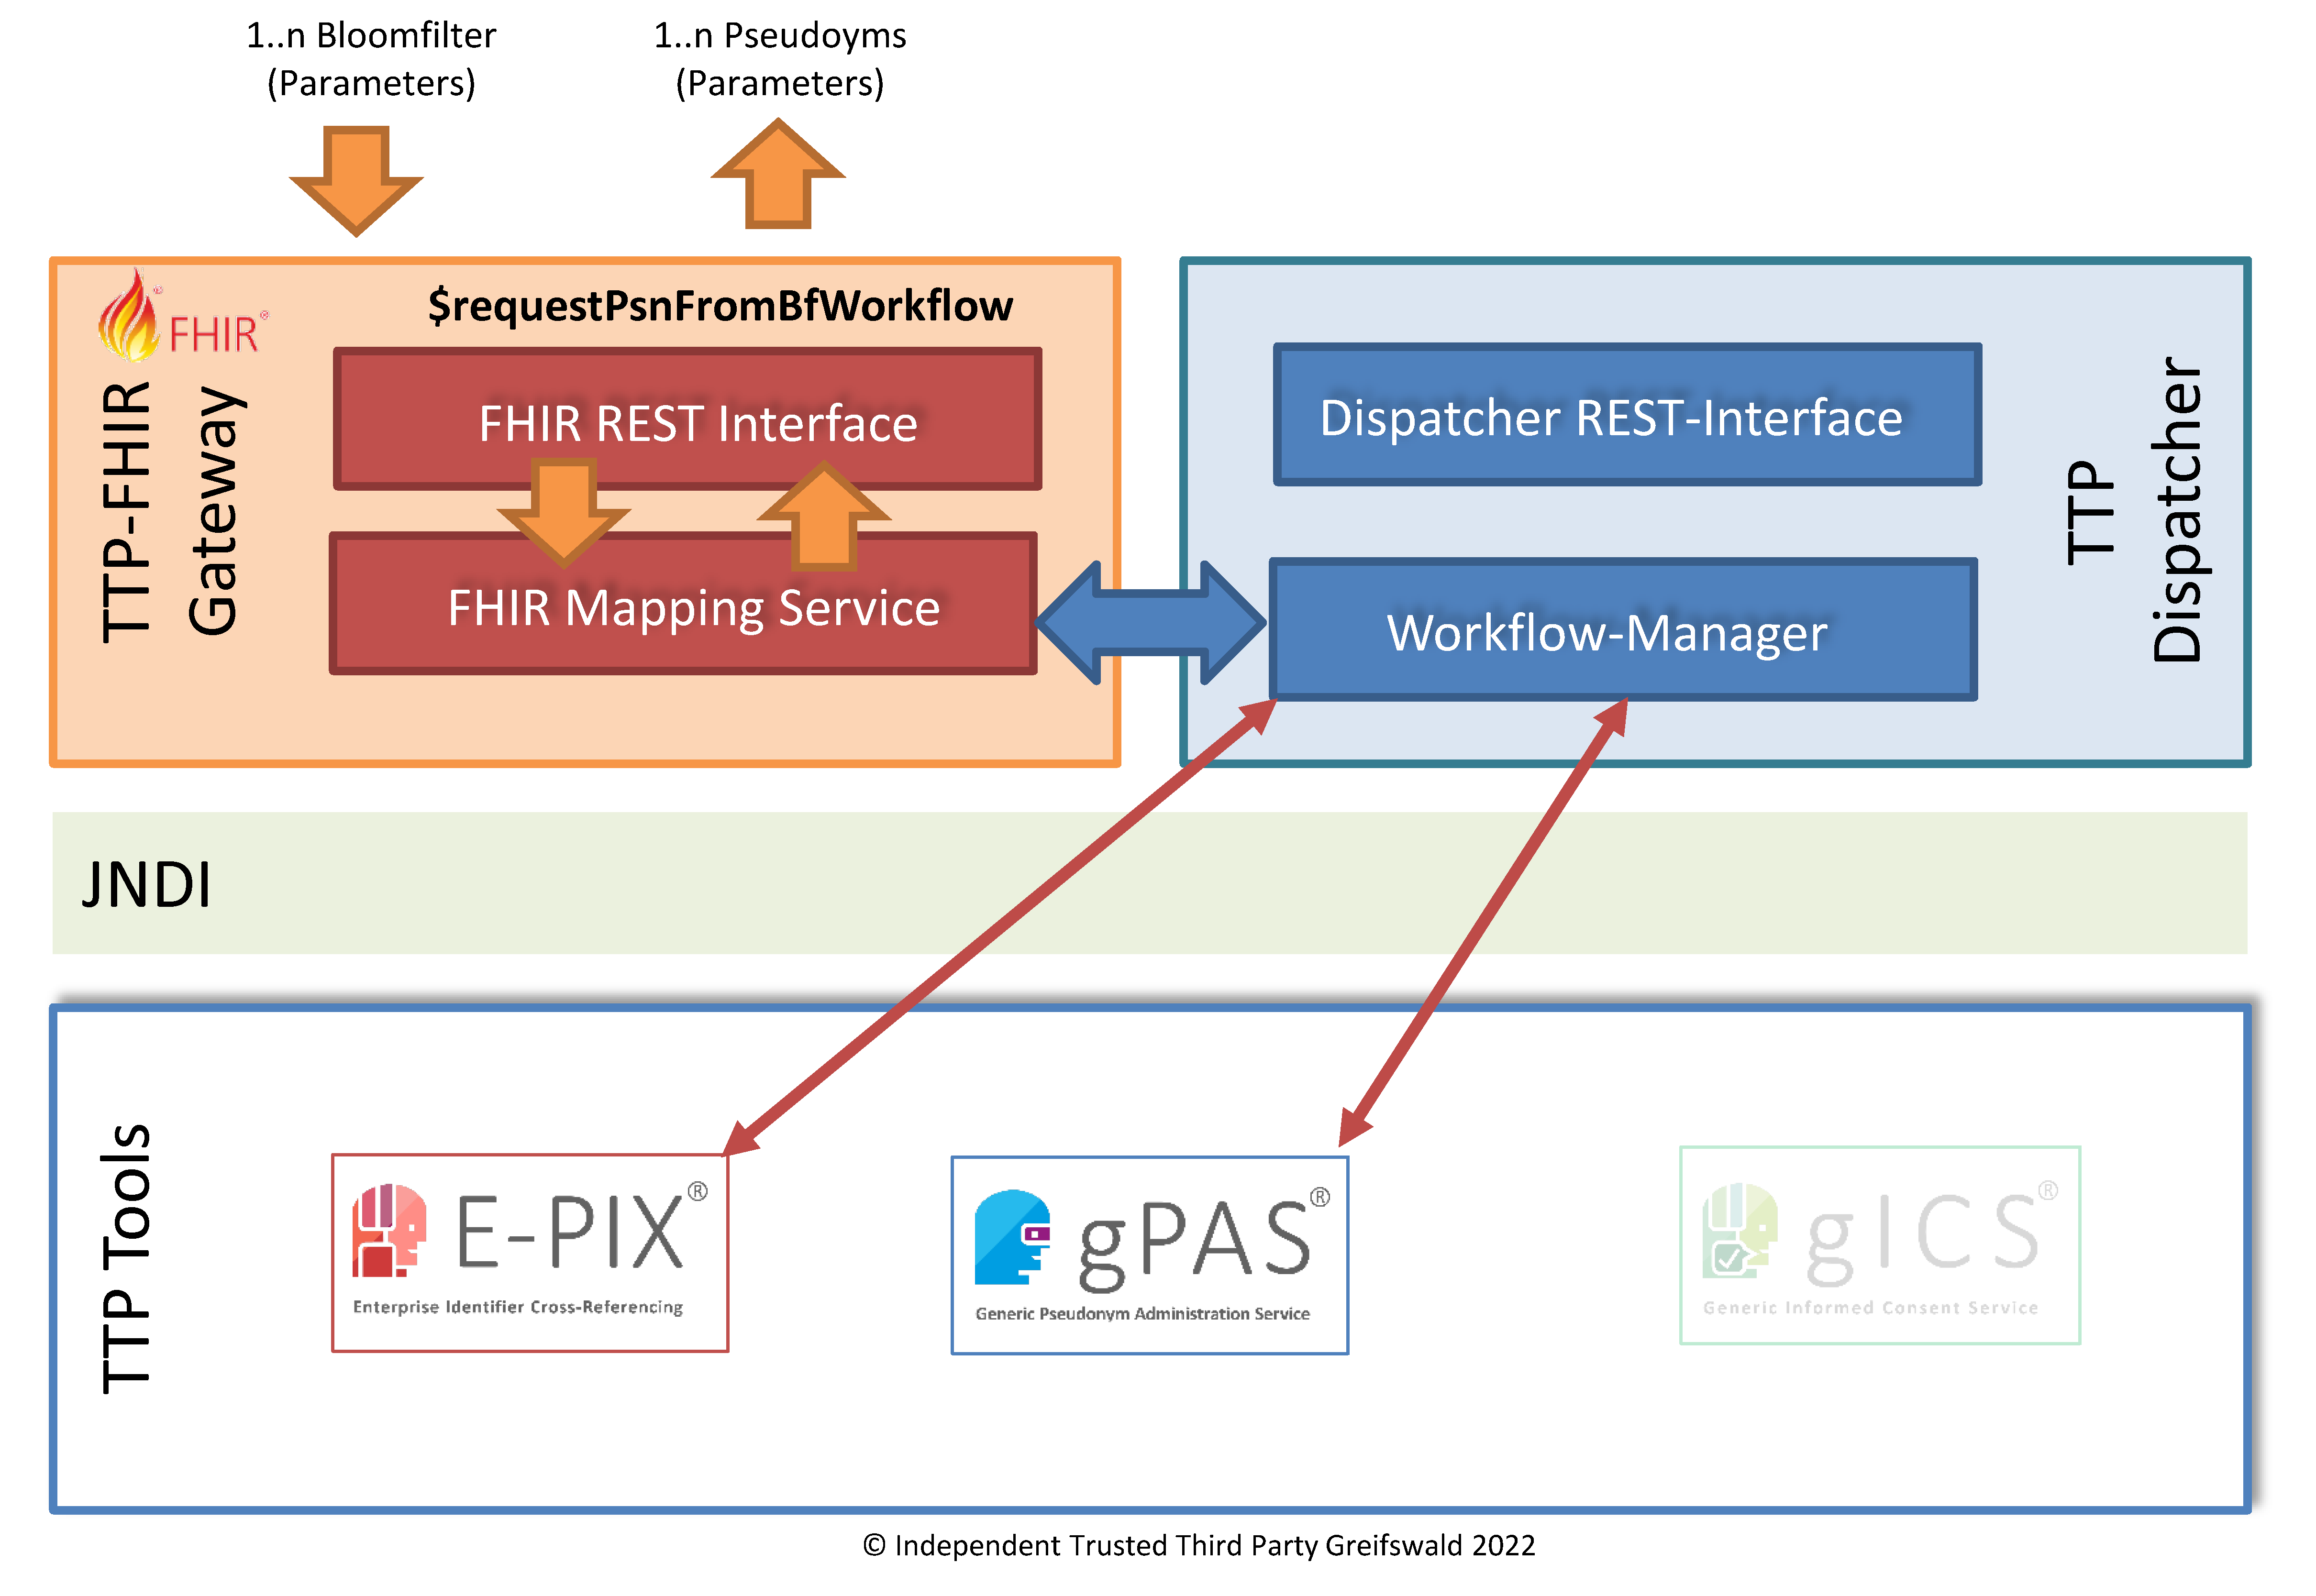 1..n Bloomfilter
(Parameters)
1..n Pseudoyms
(Parameters)
FHIR®
$requestPsnFromBfWorkflow
TTP-FHIR
Gateway
FHIR REST Interface
FHIR Mapping Service
Dispatcher REST-Interface
Workflow-Manager
TTP
Dispatcher
JNDI
TTP Tools
E-PIX®
Enterprise Identifier Cross-Referencing
gPAS®
Generic Pseudonym Administration Service
gICS®
Generic Informed Consent Service
© Independent Trusted Third Party Greifswald 2022